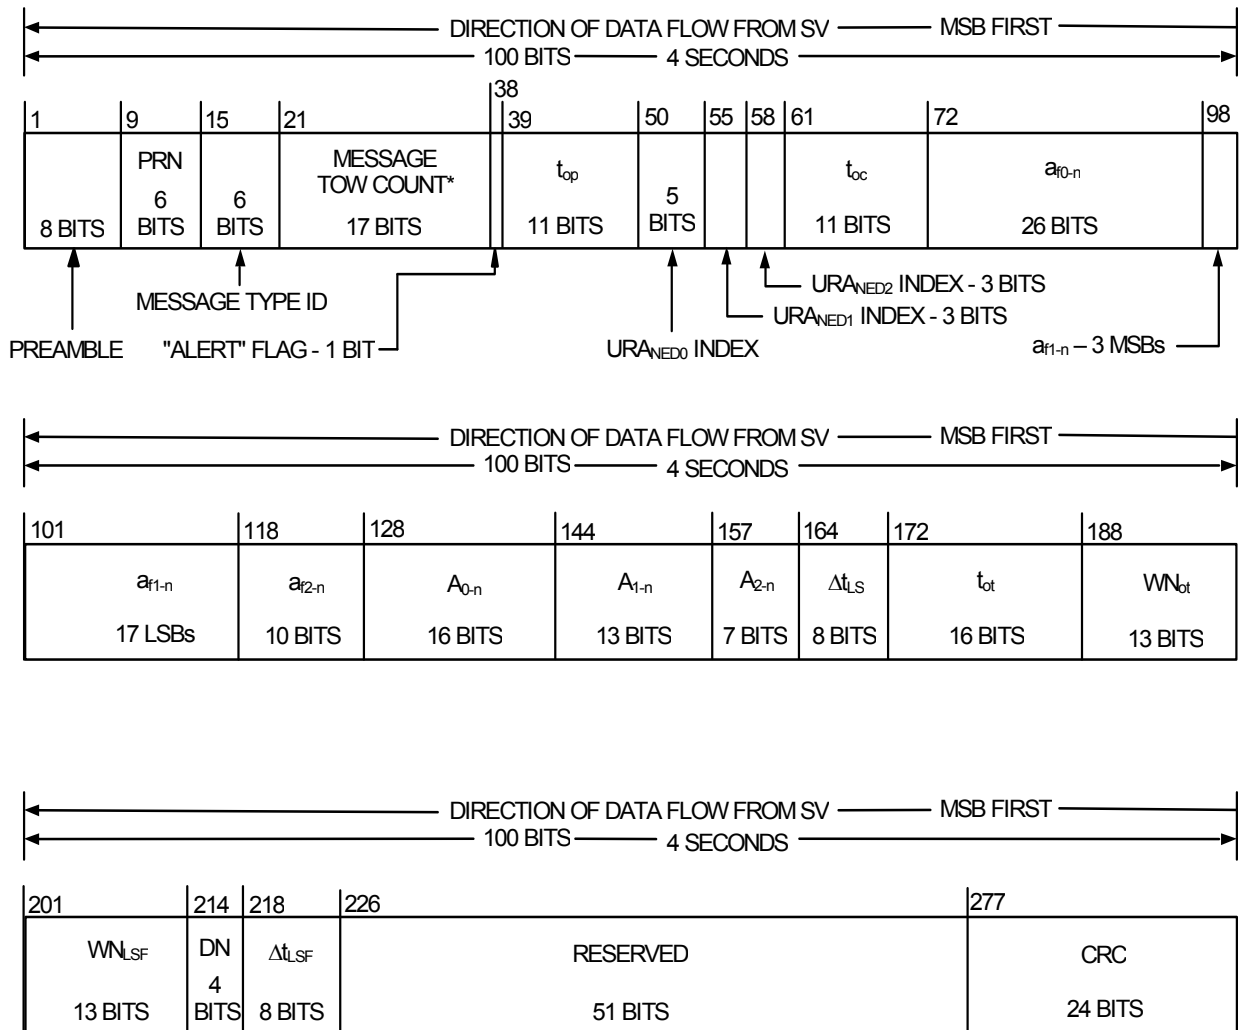 DIRECTION OF DATA FLOW FROM SV MSB FIRST
100 BITS 4 SECONDS
1 9 15 21 38 39 50 55 58 61 72 98
PRN MESSAGE
TOW COUNT* t_op t_oc a_f0-n
8 BITS 6 BITS 6 BITS 17 BITS 11 BITS 5 BITS 11 BITS 26 BITS
MESSAGE TYPE ID
URA_NED2 INDEX - 3 BITS
URA_NED1 INDEX - 3 BITS
PREAMBLE "ALERT" FLAG - 1 BIT URA_NED0 INDEX a_f1-n – 3 MSBs
DIRECTION OF DATA FLOW FROM SV MSB FIRST
100 BITS 4 SECONDS
101 118 128 144 157 164 172 188
a_f1-n a_f2-n A_0-n A_1-n A_2-n Δt_LS t_ot WN_ot
17 LSBs 10 BITS 16 BITS 13 BITS 7 BITS 8 BITS 16 BITS 13 BITS
DIRECTION OF DATA FLOW FROM SV MSB FIRST
100 BITS 4 SECONDS
201 214 218 226 277
WN_LSF DN Δt_LSF RESERVED CRC
13 BITS 4 BITS 8 BITS 51 BITS 24 BITS